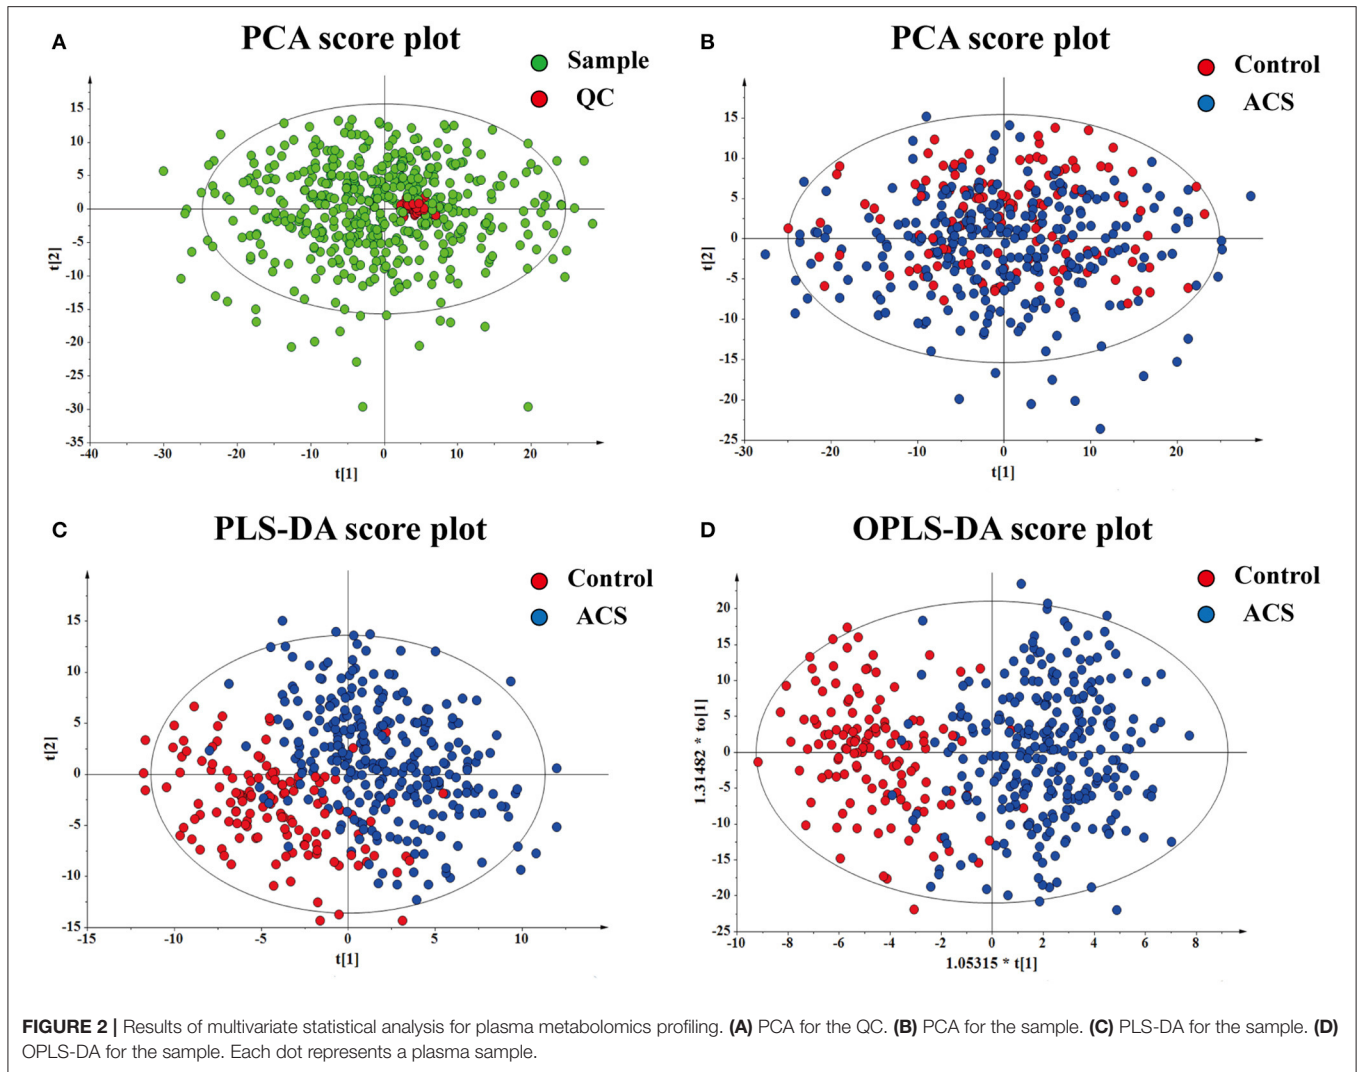 A
PCA score plot
Sample
QC
15
10
5
0
-5
-10
-15
-20
-25
-30
-35
t[2]
-40
-30
-20
-10
0
10
20
t[1]
B
PCA score plot
Control
ACS
15
10
5
0
-5
-10
-15
-20
-25
t[2]
-30
-20
-10
0
10
20
t[1]
C
PLS-DA score plot
Control
ACS
15
10
5
0
-5
-10
-15
t[2]
-15
-10
-5
0
5
10
t[1]
D
OPLS-DA score plot
Control
ACS
20
15
10
5
0
-5
-10
-15
-20
-25
1.31482 * to[1]
-10
-8
-6
-4
-2
0
2
4
6
8
1.05315 * t[1]
FIGURE 2 | Results of multivariate statistical analysis for plasma metabolomics profiling. (A) PCA for the QC. (B) PCA for the sample. (C) PLS-DA for the sample. (D)
OPLS-DA for the sample. Each dot represents a plasma sample.